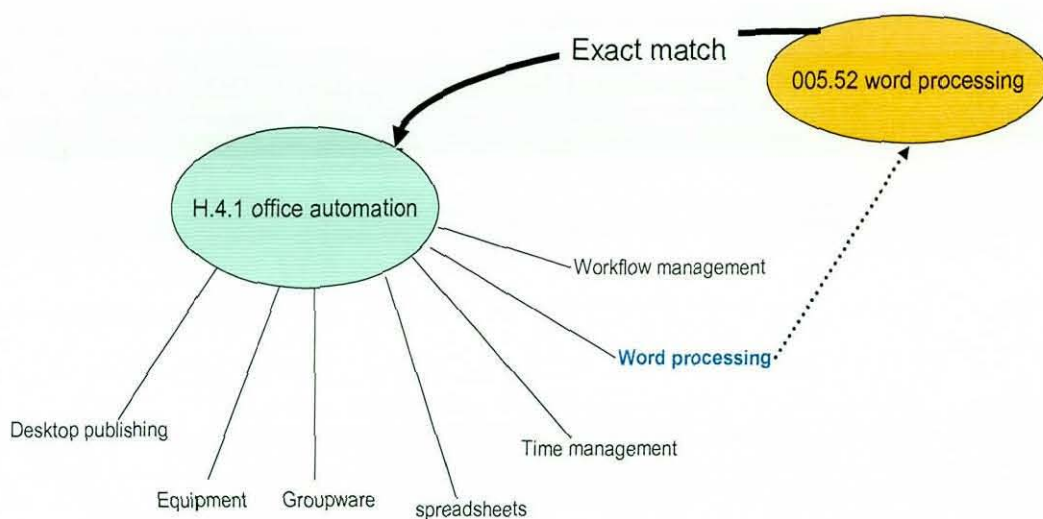 Exact match
005.52 word processing
H.4.1 office automation
Workflow management
Word processing
Time management
Desktop publishing
Equipment
Groupware
spreadsheets